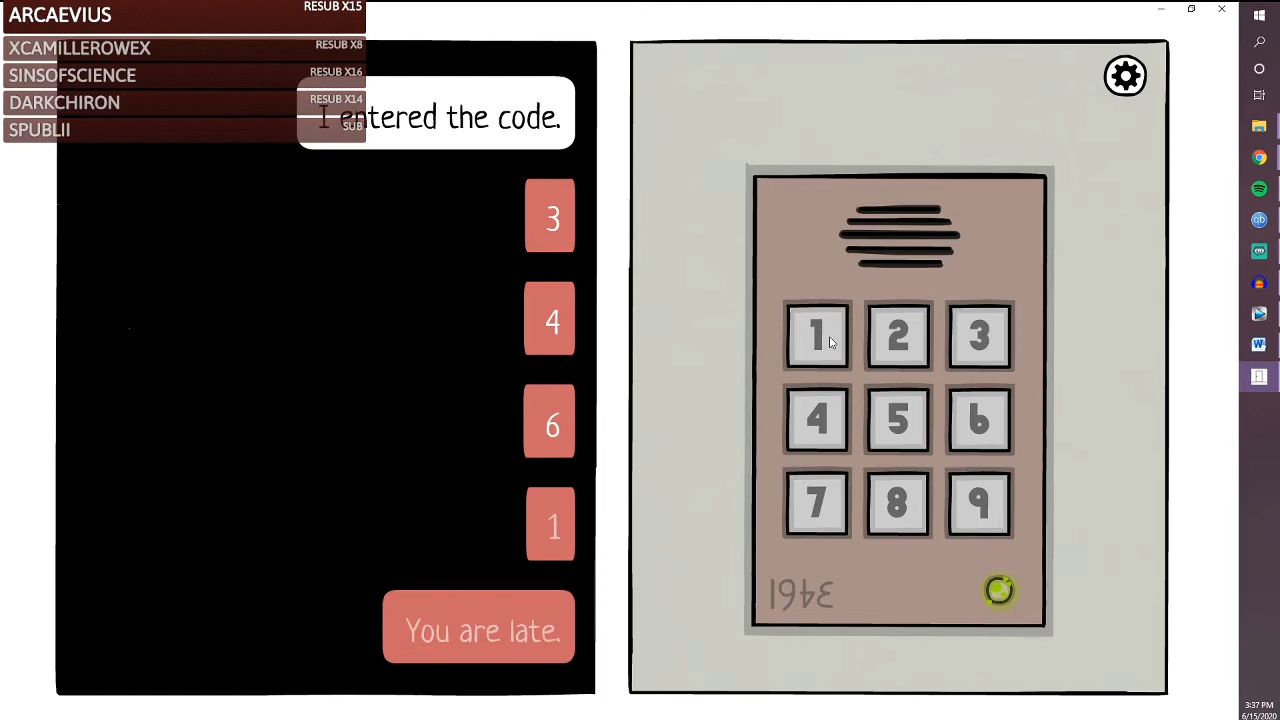 ARCAEVIUS RESUB X15
XCAMILLEROWEX RESUB X8
SINSOFSCIENCE RESUB X16
DARKCHIRON RESUB X14
SPUBLII SUB
I entered the code.
3
4
6
1
You are late.
1 2 3
4 5 6
7 8 9
3461
3:37 PM
6/15/2020